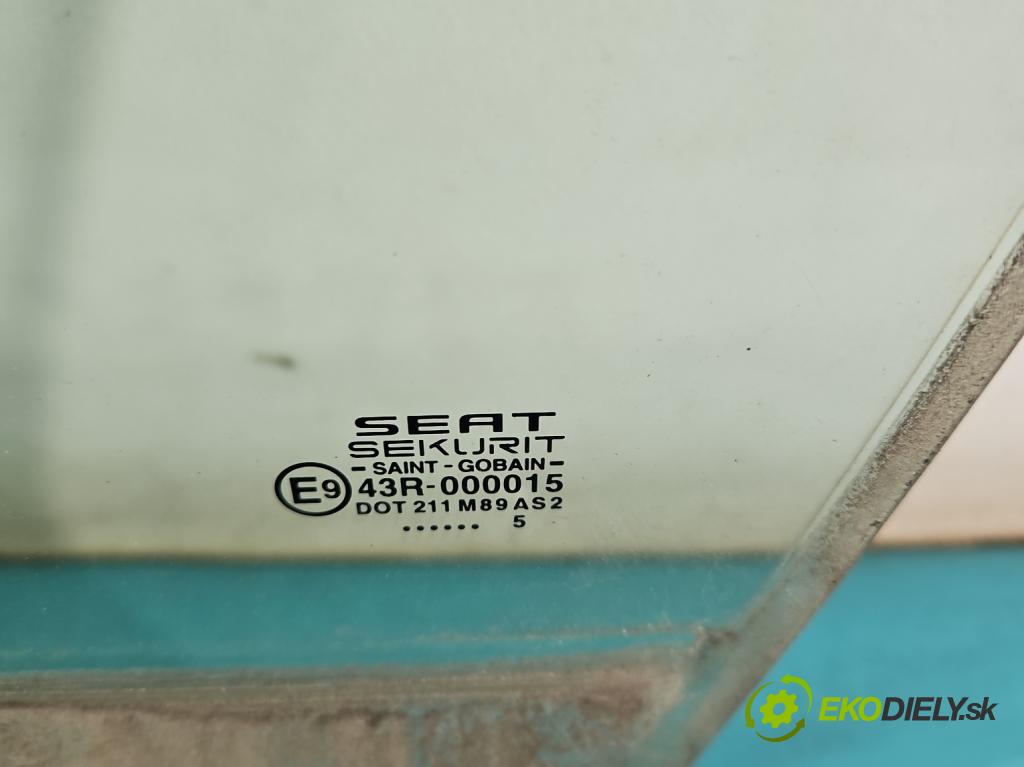 SEAT
SEKURIT
- SAINT - GOBAIN -
E9 43R-000015
DOT 211 M89 AS2
...... 5
EKODIELY.sk